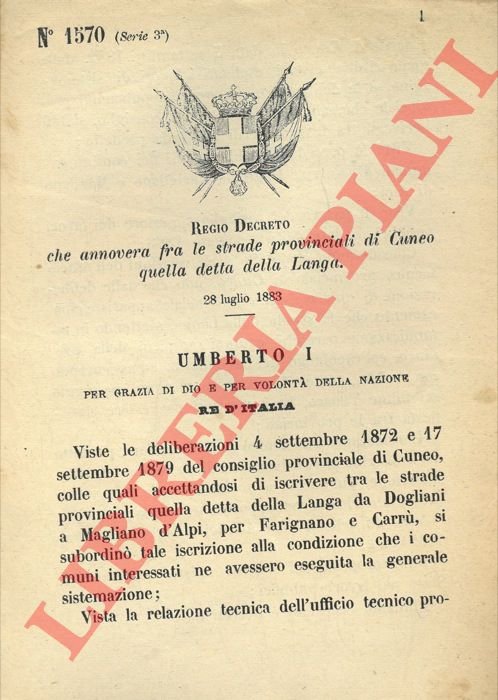 1
N° 1570 (Serie 3ª)
REGIO DECRETO
che annovera fra le strade provinciali di Cuneo
quella detta della Langa.
28 luglio 1883
UMBERTO I
PER GRAZIA DI DIO E PER VOLONTÀ DELLA NAZIONE
RE D'ITALIA
Viste le deliberazioni 4 settembre 1872 e 17
settembre 1879 del consiglio provinciale di Cuneo,
colle quali accettandosi di iscrivere tra le strade
provinciali quella detta della Langa da Dogliani
a Magliano d'Alpi, per Farignano e Carrù, si
subordinò tale iscrizione alla condizione che i co-
muni interessati ne avessero eseguita la generale
sistemazione;
Vista la relazione tecnica dell'ufficio tecnico pro-
LIBRERIA PIANI